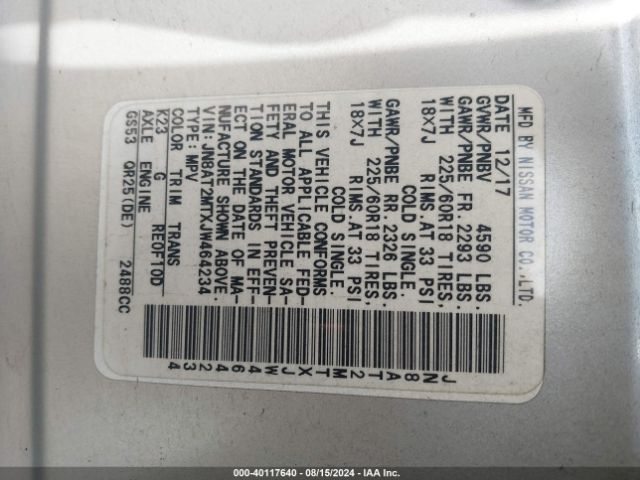 MFD BY NISSAN MOTOR CO.,LTD.
DATE 12/17
GVWR/PNBV 4590 LBS.
GAWR/PNBE FR. 2293 LBS.
WITH 225/60R18 TIRES,
18X7J RIMS. AT 33 PSI
COLD SINGLE.
GAWR/PNBE RR. 2326 LBS.
WITH 225/60R18 TIRES,
18X7J RIMS. AT 33 PSI
COLD SINGLE.
THIS VEHICLE CONFORMS
TO ALL APPLICABLE FED-
ERAL MOTOR VEHICLE SA-
FETY AND THEFT PREVEN-
TION STANDARDS IN EFF-
ECT ON THE DATE OF MA-
NUFACTURE SHOWN ABOVE.
VIN: JN8AT2MTXJW464234
TYPE: MPV
COLOR TRIM TRANS
K23 G RE0F10D
AXLE ENGINE
GS53 QR25(DE) 2488CC
JN8AT2MTXJW464234
000-40117640 - 08/15/2024 - IAA Inc.